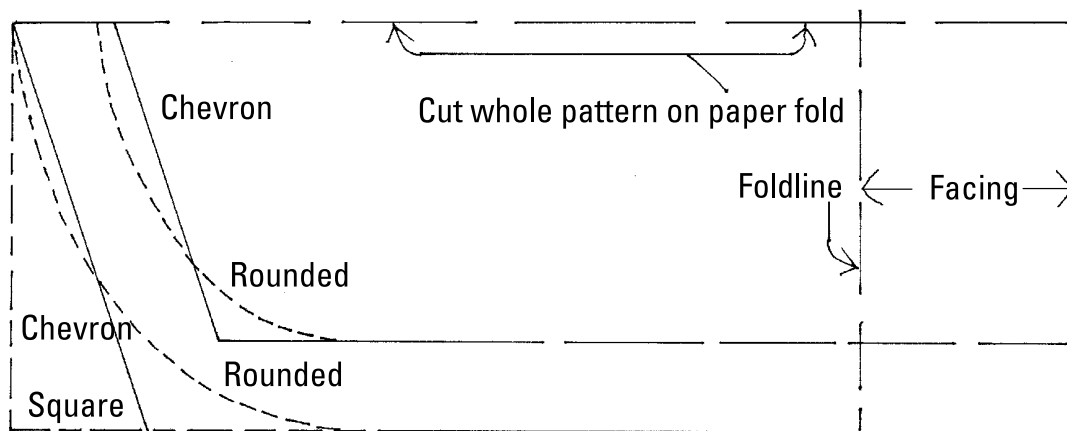 Chevron
Cut whole pattern on paper fold
Foldline
Facing
Rounded
Chevron
Rounded
Square